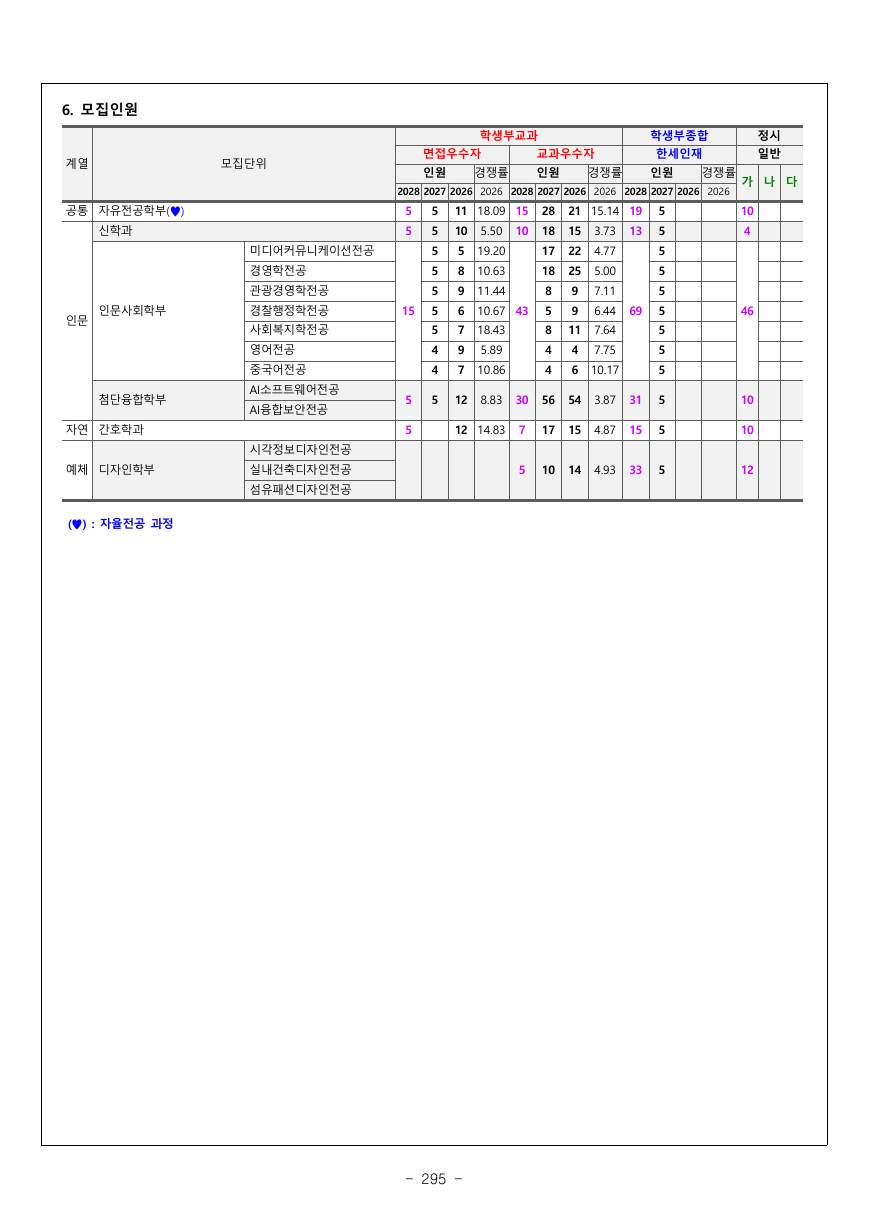 6. 모집인원
계열 모집단위 학생부교과 학생부종합 정시
면접우수자 교과우수자 한세인재 일반
인원 경쟁률 인원 경쟁률 인원 경쟁률 가 나 다
2028 2027 2026 2026 2028 2027 2026 2026 2028 2027 2026 2026
공통 자유전공학부(♥) 5 5 11 18.09 15 28 21 15.14 19 5 10
인문 신학과 5 5 10 5.50 10 18 15 3.73 13 5 4
인문사회학부 15 43 69 46
미디어커뮤니케이션전공 5 5 19.20 17 22 4.77 5
경영학전공 5 8 10.63 18 25 5.00 5
관광경영학전공 5 9 11.44 8 9 7.11 5
경찰행정학전공 5 6 10.67 5 9 6.44 5
사회복지학전공 5 7 18.43 8 11 7.64 5
영어전공 4 9 5.89 4 4 7.75 5
중국어전공 4 7 10.86 4 6 10.17 5
첨단융합학부 5 5 12 8.83 30 56 54 3.87 31 5 10
AI소프트웨어전공
AI융합보안전공
자연 간호학과 5 12 14.83 7 17 15 4.87 15 5 10
예체 디자인학부 5 10 14 4.93 33 5 12
시각정보디자인전공
실내건축디자인전공
섬유패션디자인전공
(♥) : 자율전공 과정
- 295 -